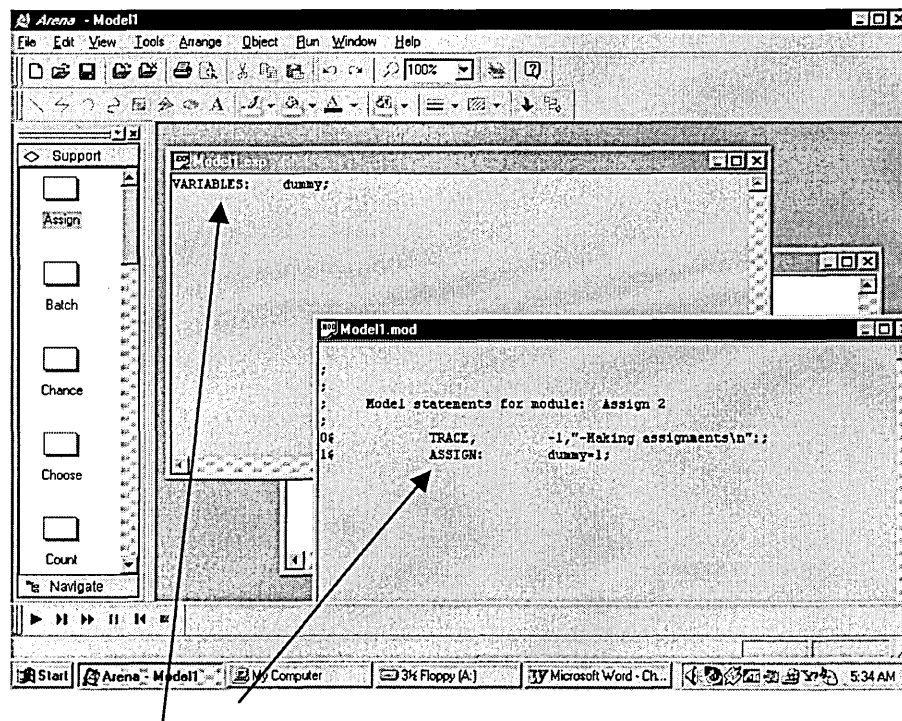 Arena - Model1
File Edit View Tools Arrange Object Run Window Help
100%
Support
Assign
Batch
Chance
Choose
Count
Navigate
Model1.exp
VARIABLES: dummy;
Model1.mod
;
;
; Model statements for module: Assign 2
;
0$ TRACE, -1,"-Making assignments\n":;
1$ ASSIGN: dummy=1;
Start Arena - Model1 My Computer 3½ Floppy (A:) Microsoft Word - Ch... 5:34 AM